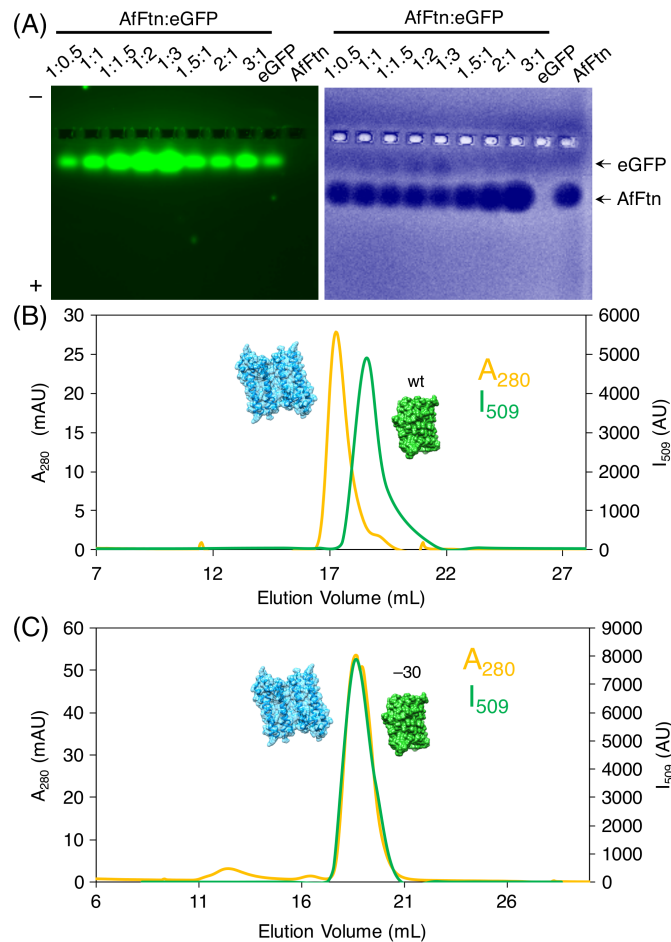 (A)
AfFtn:eGFP
AfFtn:eGFP
1:0.5 1:1 1:1.5 1:2 1:3 1.5:1 2:1 3:1 eGFP AfFtn
1:0.5 1:1 1:1.5 1:2 1:3 1.5:1 2:1 3:1 eGFP AfFtn
–
+
← eGFP
← AfFtn
(B)
30 6000
25 5000
20 4000
15 3000
10 2000
5 1000
0 0
A280 (mAU)
I509 (AU)
wt
A280
I509
7 12 17 22 27
Elution Volume (mL)
(C)
60 9000
50 8000
40 7000
30 6000
20 5000
10 4000
0 3000
2000
1000
0
A280 (mAU)
I509 (AU)
–30
A280
I509
6 11 16 21 26
Elution Volume (mL)